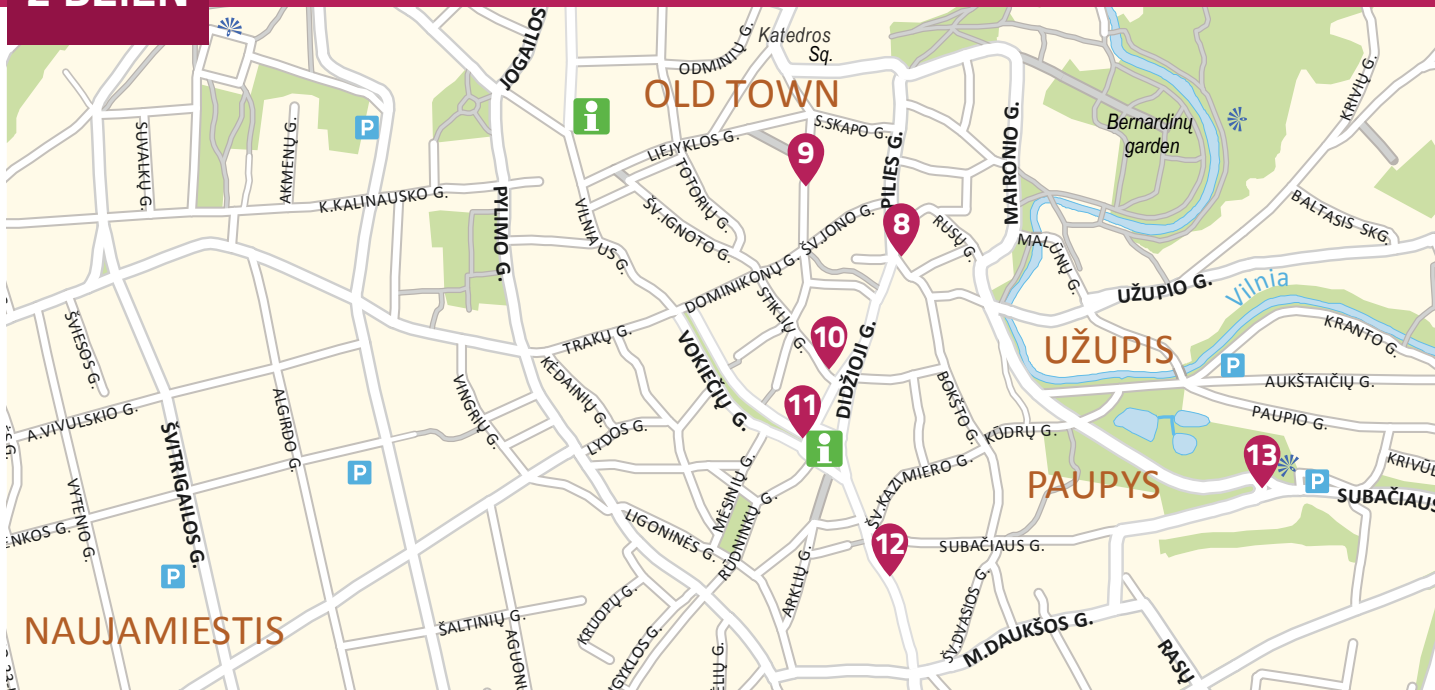 2 DZIEŃ
JOGAILOS
Katedros
Sq.
ODMINIŲ G.
OLD TOWN
KRIVIŲ G.
SUVALKŲ G.
AKMENŲ G.
P
i
LIEJYKLOS G.
S.SKAPO G.
9
PILIES G.
MAIRONIO G.
Bernardinų
garden
K.KALINAUSKO G.
PYLIMO G.
TOTORIŲ G.
ŠV.IGNOTO G.
VILNIAUS G.
ŠV.JONO G.
8
RUSŲ G.
MALŪNŲ G.
BALTASIS SKG.
DOMINIKONŲ G.
UŽUPIO G.
Vilnia
STIKLIŲ G.
ŠVIESOS G.
TRAKŲ G.
VOKIEČIŲ G.
10
DIDŽIOJI G.
UŽUPIS
KRANTO G.
P
AUKŠTAIČIŲ G.
KĖDAINIŲ G.
VINGRIŲ G.
ALGIRDO G.
BOKŠTO G.
11
i
A.VIVULSKIO G.
LYDOS G.
PAUPIO G.
KŪDRŲ G.
ŠVITRIGAILOS G.
P
MĖSINIŲ G.
ŠV.KAZIMIERO G.
PAUPYS
13
P
SUBAČIAUS
VYTENIO G.
LIGONINĖS G.
RŪDNINKŲ G.
12
SUBAČIAUS G.
P
ARKLIŲ G.
ŠV.DVASIOS G.
KRUOPŲ G.
ŠALTINIŲ G.
NAUJAMIESTIS
M.DAUKŠOS G.
RASŲ